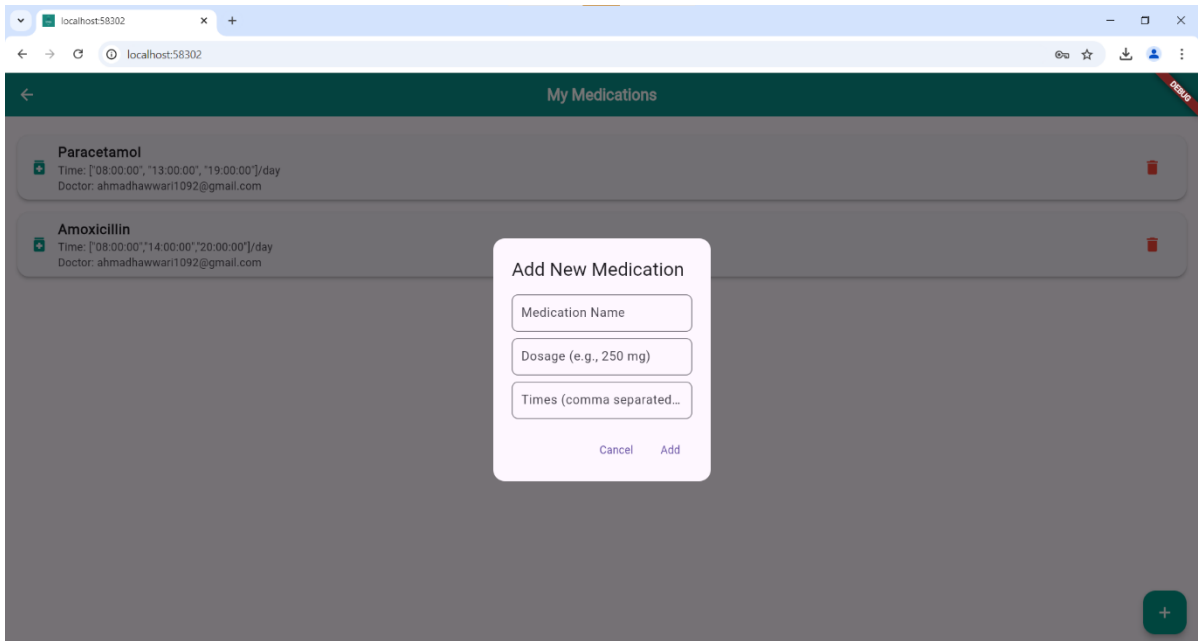 localhost:58302
localhost:58302
My Medications
DEBUG
Paracetamol
Time: ["08:00:00", "13:00:00", "19:00:00"]/day
Doctor: ahmadhawwari1092@gmail.com
Amoxicillin
Time: ["08:00:00","14:00:00","20:00:00"]/day
Doctor: ahmadhawwari1092@gmail.com
Add New Medication
Medication Name
Dosage (e.g., 250 mg)
Times (comma separated...
Cancel Add